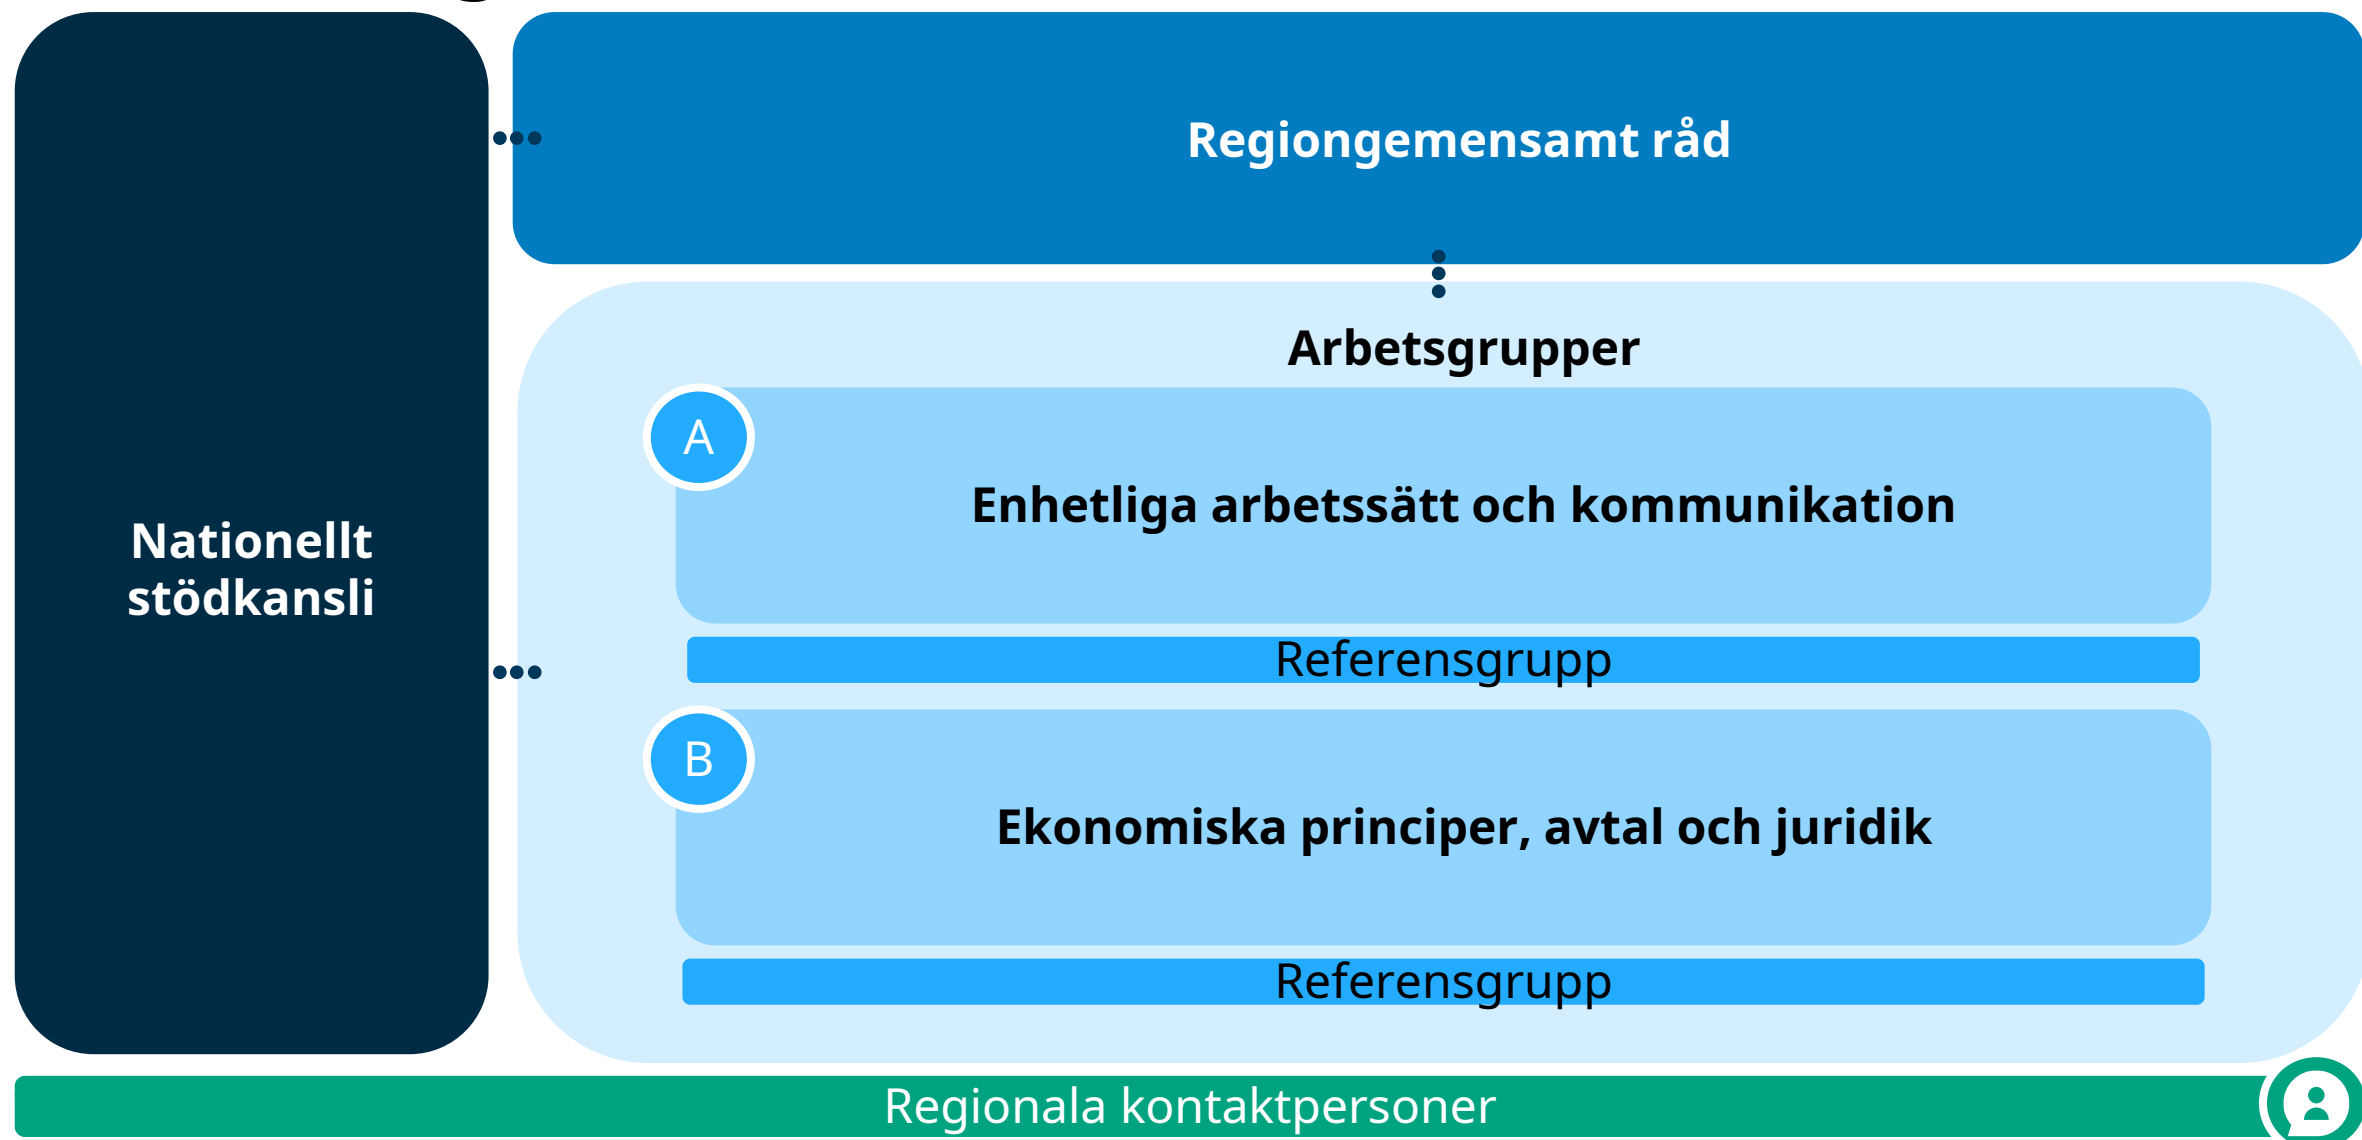 Regiongemensamt råd
Nationellt
stödkansli
Arbetsgrupper
A
Enhetliga arbetssätt och kommunikation
Referensgrupp
B
Ekonomiska principer, avtal och juridik
Referensgrupp
Regionala kontaktpersoner